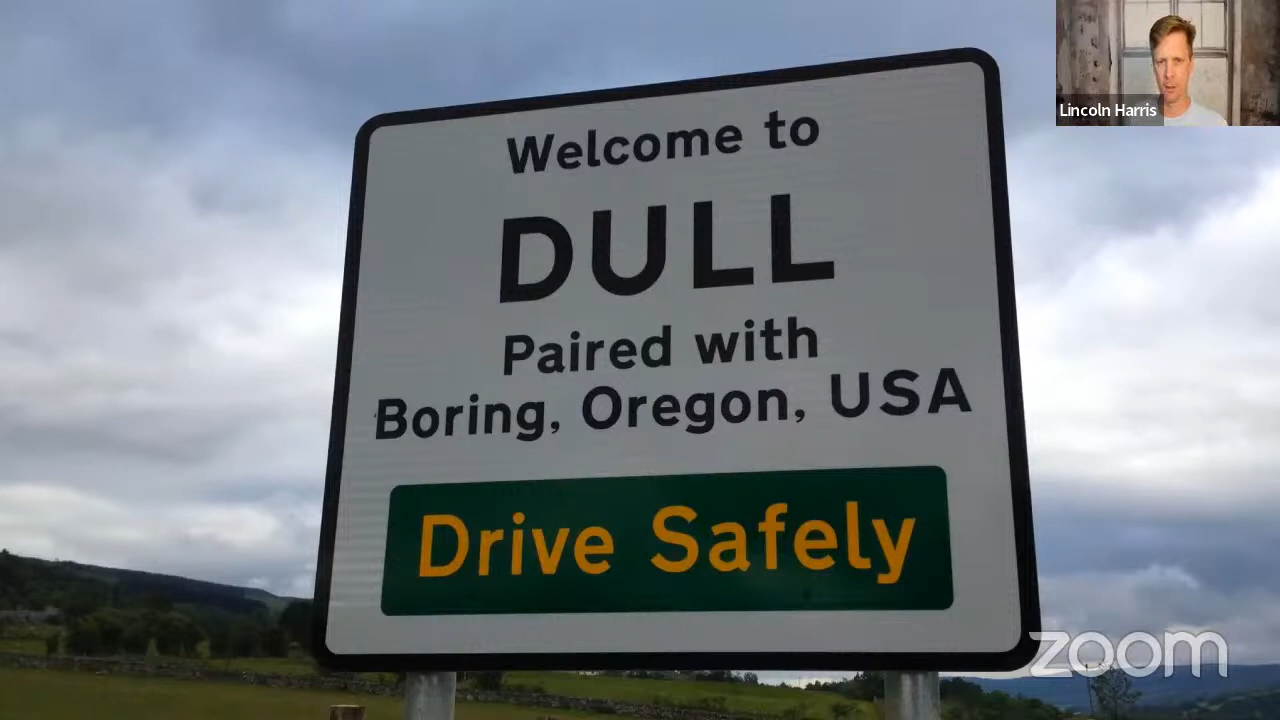 Welcome to
DULL
Paired with
Boring, Oregon, USA
Drive Safely
Lincoln Harris
zoom